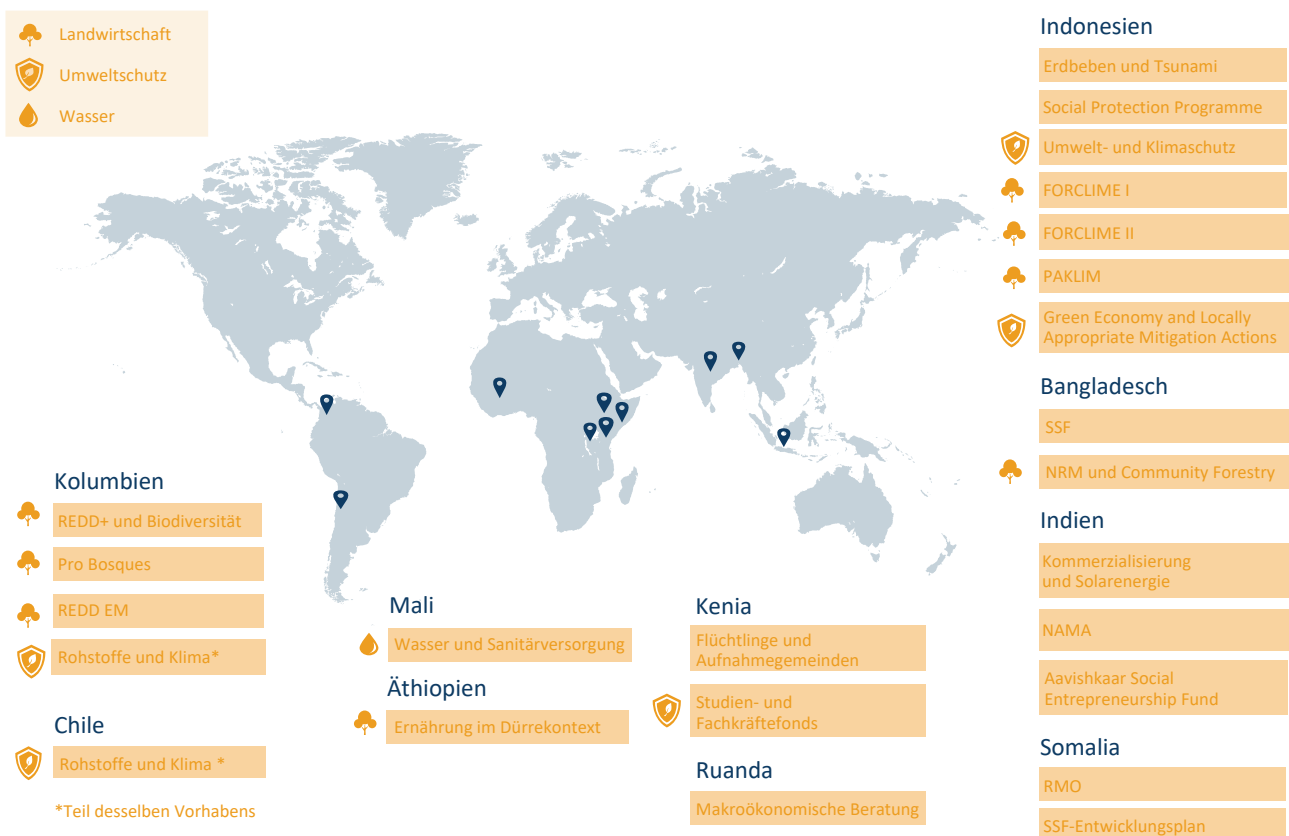 Landwirtschaft
Umweltschutz
Wasser
Indonesien
Erdbeben und Tsunami
Social Protection Programme
Umwelt- und Klimaschutz
FORCLIME I
FORCLIME II
PAKLIM
Green Economy and Locally
Appropriate Mitigation Actions
Bangladesch
SSF
NRM und Community Forestry
Indien
Kommerzialisierung
und Solarenergie
NAMA
Aavishkaar Social
Entrepreneurship Fund
Somalia
RMO
SSF-Entwicklungsplan
Kolumbien
REDD+ und Biodiversität
Pro Bosques
REDD EM
Rohstoffe und Klima*
Chile
Rohstoffe und Klima *
*Teil desselben Vorhabens
Mali
Wasser und Sanitärversorgung
Äthiopien
Ernährung im Dürrekontext
Kenia
Flüchtlinge und
Aufnahmegemeinden
Studien- und
Fachkräftefonds
Ruanda
Makroökonomische Beratung